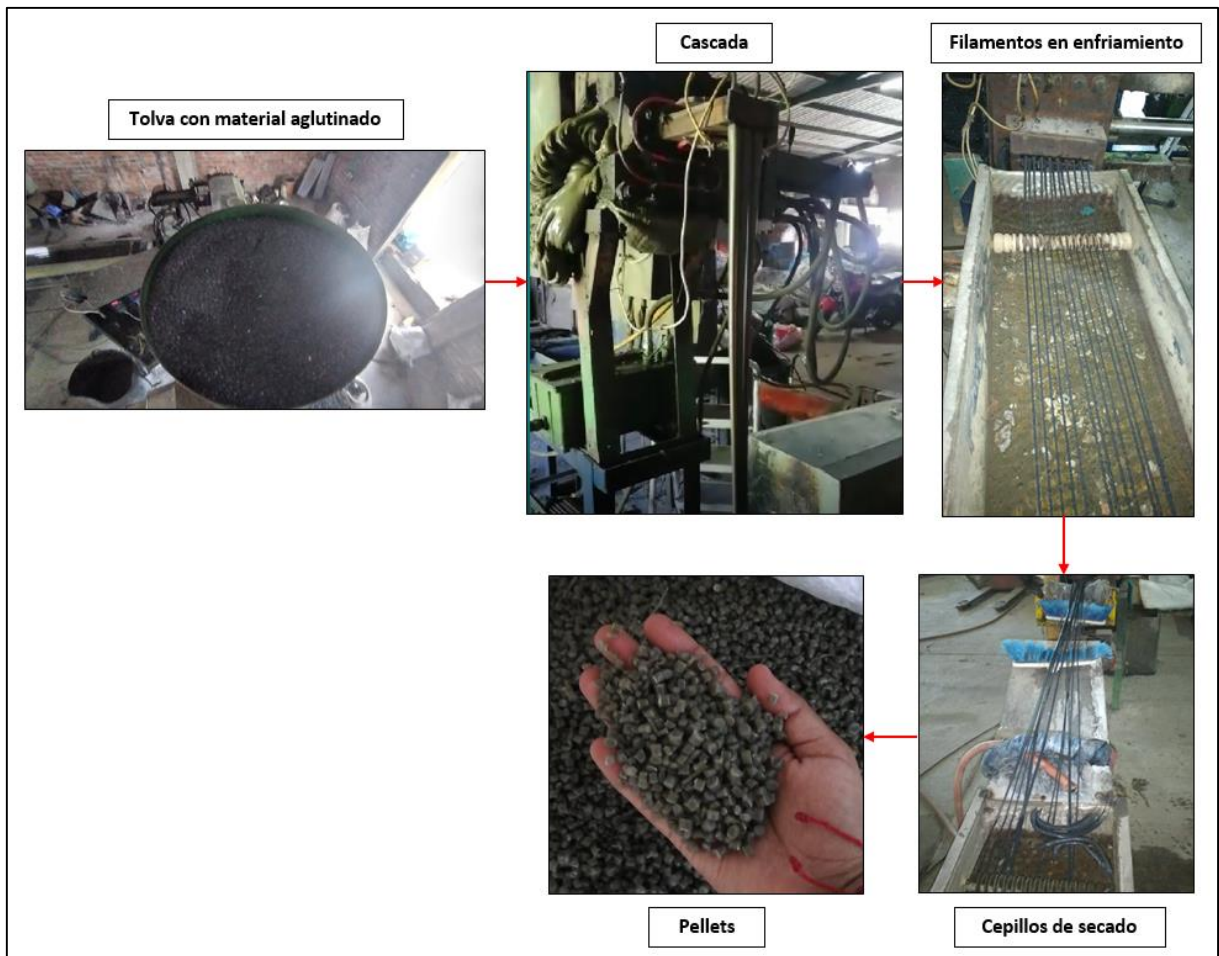 Cascada
Filamentos en enfriamiento
Tolva con material aglutinado
Pellets
Cepillos de secado